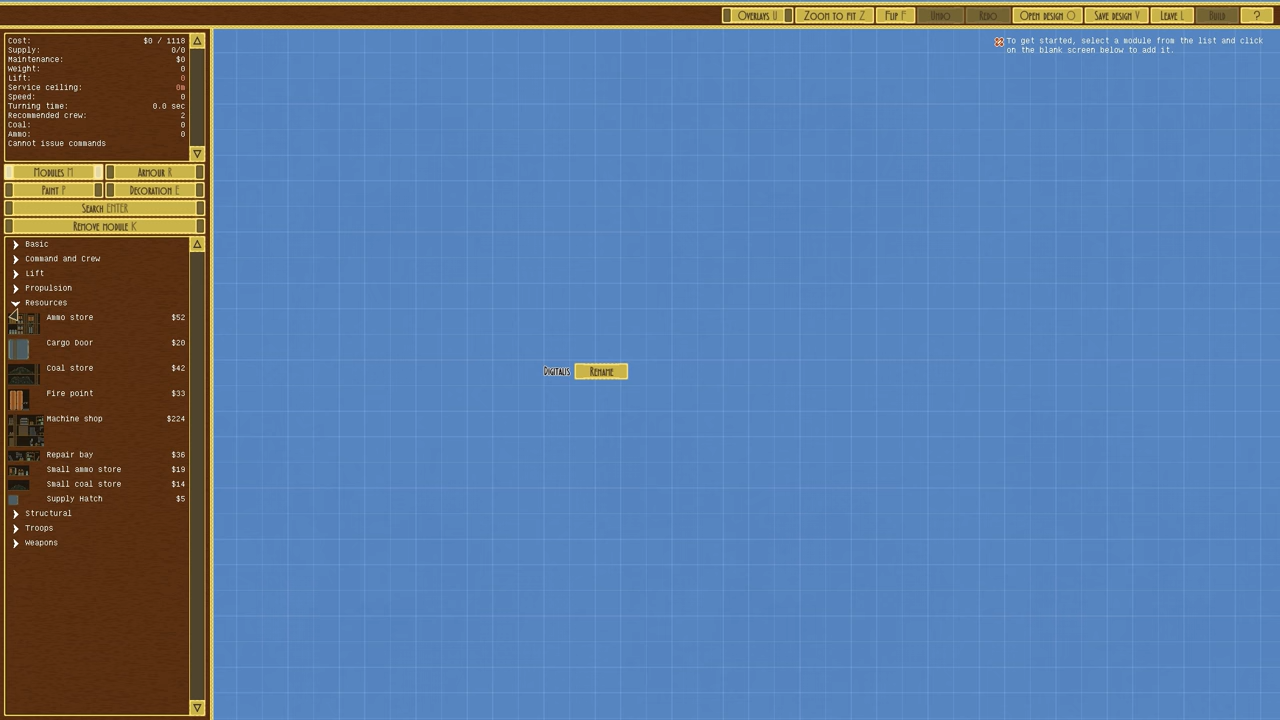 Overlays U
Zoom to fit Z
Flip F
Undo
Redo
Open design O
Save design V
Leave L
Build
?
Cost: $0 / 1118
Supply: 0/0
Maintenance: $0
Weight: 0
Lift: 0
Service ceiling: 0m
Speed: 0
Turning time: 0.0 sec
Recommended crew: 2
Coal: 0
Ammo: 0
Cannot issue commands
Modules M
Armour R
Paint P
Decoration E
Search ENTER
Remove module K
Basic
Command and Crew
Lift
Propulsion
Resources
Ammo store $52
Cargo Door $20
Coal store $42
Fire point $33
Machine shop $224
Repair bay $36
Small ammo store $19
Small coal store $14
Supply Hatch $5
Structural
Troops
Weapons
To get started, select a module from the list and click
on the blank screen below to add it.
Digitalis
Rename